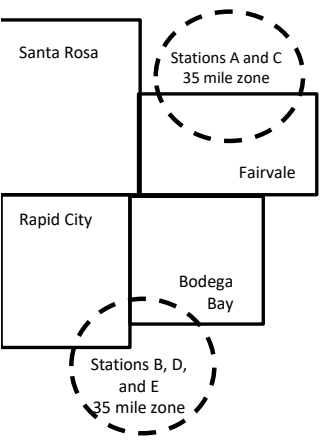 Santa Rosa
Stations A and C
35 mile zone
Fairvale
Rapid City
Bodega
Bay
Stations B, D,
and E
35 mile zone